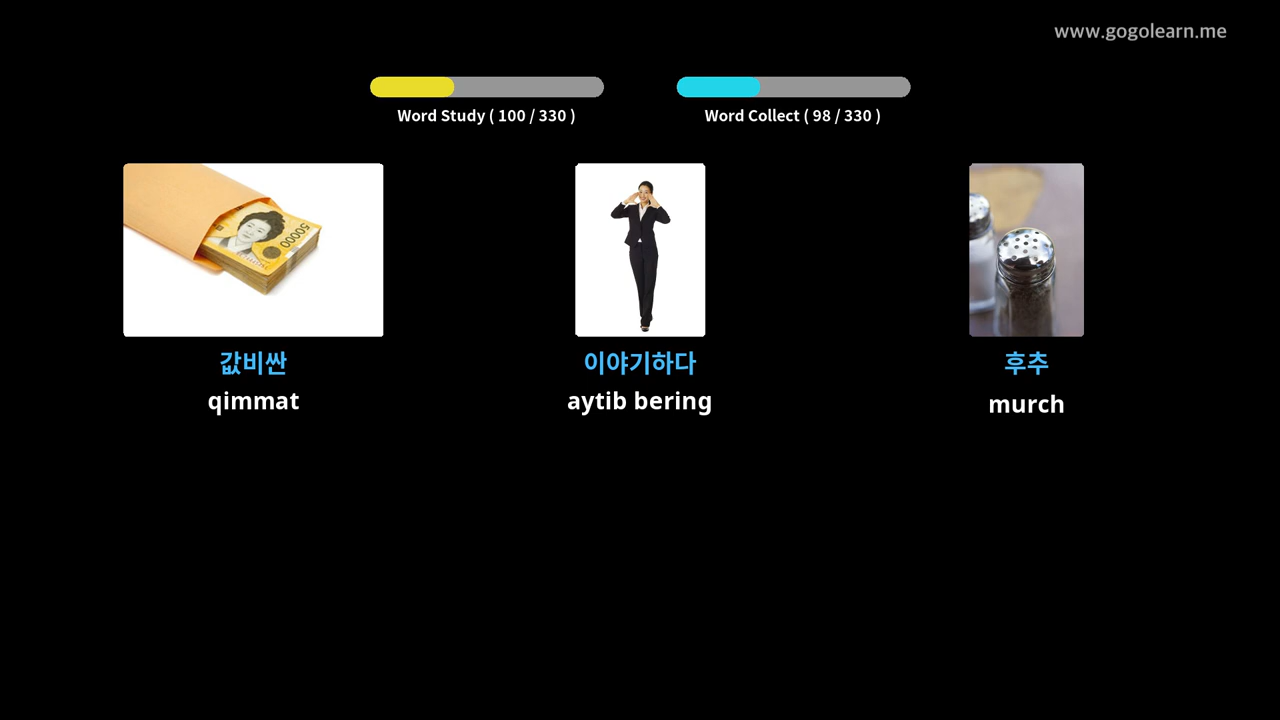 www.gogolearn.me
Word Study ( 100 / 330 )
Word Collect ( 98 / 330 )
50000
값비싼
이야기하다
후추
qimmat
aytib bering
murch